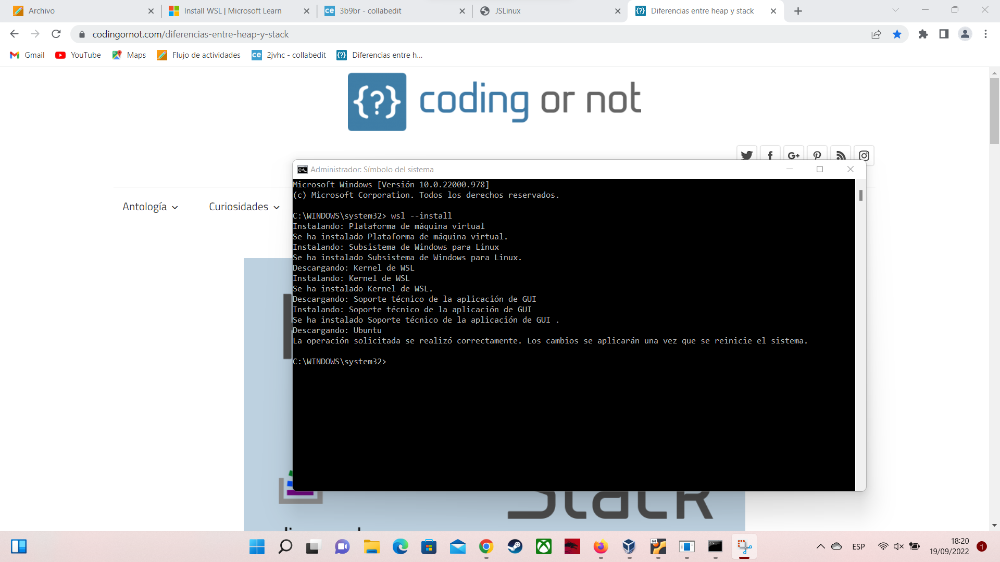 Archivo
Install WSL | Microsoft Learn
3b9br - collabedit
JSLinux
Diferencias entre heap y stack
codingornot.com/diferencias-entre-heap-y-stack
Gmail
YouTube
Maps
Flujo de actividades
2jvhc - collabedit
Diferencias entre h...
{?} coding or not
Antología
Curiosidades
Administrador: Símbolo del sistema
Microsoft Windows [Versión 10.0.22000.978]
(c) Microsoft Corporation. Todos los derechos reservados.
C:\WINDOWS\system32> wsl --install
Instalando: Plataforma de máquina virtual
Se ha instalado Plataforma de máquina virtual.
Instalando: Subsistema de Windows para Linux
Se ha instalado Subsistema de Windows para Linux.
Descargando: Kernel de WSL
Instalando: Kernel de WSL
Se ha instalado Kernel de WSL.
Descargando: Soporte técnico de la aplicación de GUI
Instalando: Soporte técnico de la aplicación de GUI
Se ha instalado Soporte técnico de la aplicación de GUI .
Descargando: Ubuntu
La operación solicitada se realizó correctamente. Los cambios se aplicarán una vez que se reinicie el sistema.
C:\WINDOWS\system32>
Stack
ESP
18:20
19/09/2022
1